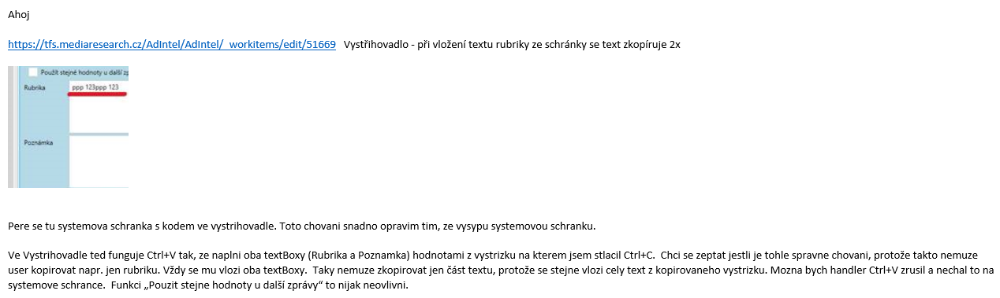 Ahoj
https://tfs.mediaresearch.cz/AdIntel/AdIntel/_workitems/edit/51669 Vystřihovadlo - při vložení textu rubriky ze schránky se text zkopíruje 2x
Použít stejné hodnoty u další zp
Rubrika ppp 123ppp 123
Poznámka
Pere se tu systemova schranka s kodem ve vystrihovadle. Toto chovani snadno opravim tim, ze vysypu systemovou schranku.
Ve Vystrihovadle ted funguje Ctrl+V tak, ze naplni oba textBoxy (Rubrika a Poznamka) hodnotami z vystrizku na kterem jsem stlacil Ctrl+C. Chci se zeptat jestli je tohle spravne chovani, protože takto nemuze
user kopirovat napr. jen rubriku. Vždy se mu vlozi oba textBoxy. Taky nemuze zkopirovat jen část textu, protože se stejne vlozi cely text z kopirovaneho vystrizku. Mozna bych handler Ctrl+V zrusil a nechal to na
systemove schrance. Funkci „Pouzit stejne hodnoty u další zprávy“ to nijak neovlivni.